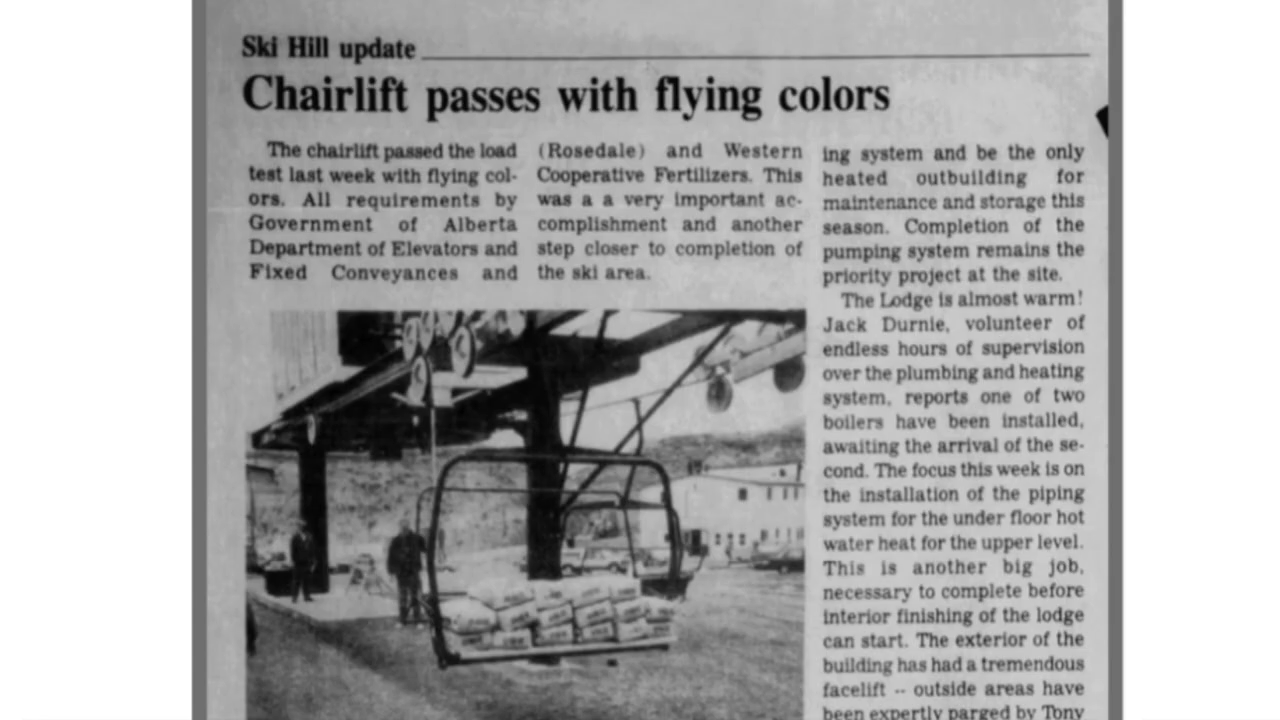 Ski Hill update
Chairlift passes with flying colors
The chairlift passed the load
test last week with flying col-
ors. All requirements by
Government of Alberta
Department of Elevators and
Fixed Conveyances and
(Rosedale) and Western
Cooperative Fertilizers. This
was a a very important ac-
complishment and another
step closer to completion of
the ski area.
ing system and be the only
heated outbuilding for
maintenance and storage this
season. Completion of the
pumping system remains the
priority project at the site.
The Lodge is almost warm!
Jack Durnie, volunteer of
endless hours of supervision
over the plumbing and heating
system, reports one of two
boilers have been installed,
awaiting the arrival of the se-
cond. The focus this week is on
the installation of the piping
system for the under floor hot
water heat for the upper level.
This is another big job,
necessary to complete before
interior finishing of the lodge
can start. The exterior of the
building has had a tremendous
facelift -- outside areas have
been expertly parged by Tony